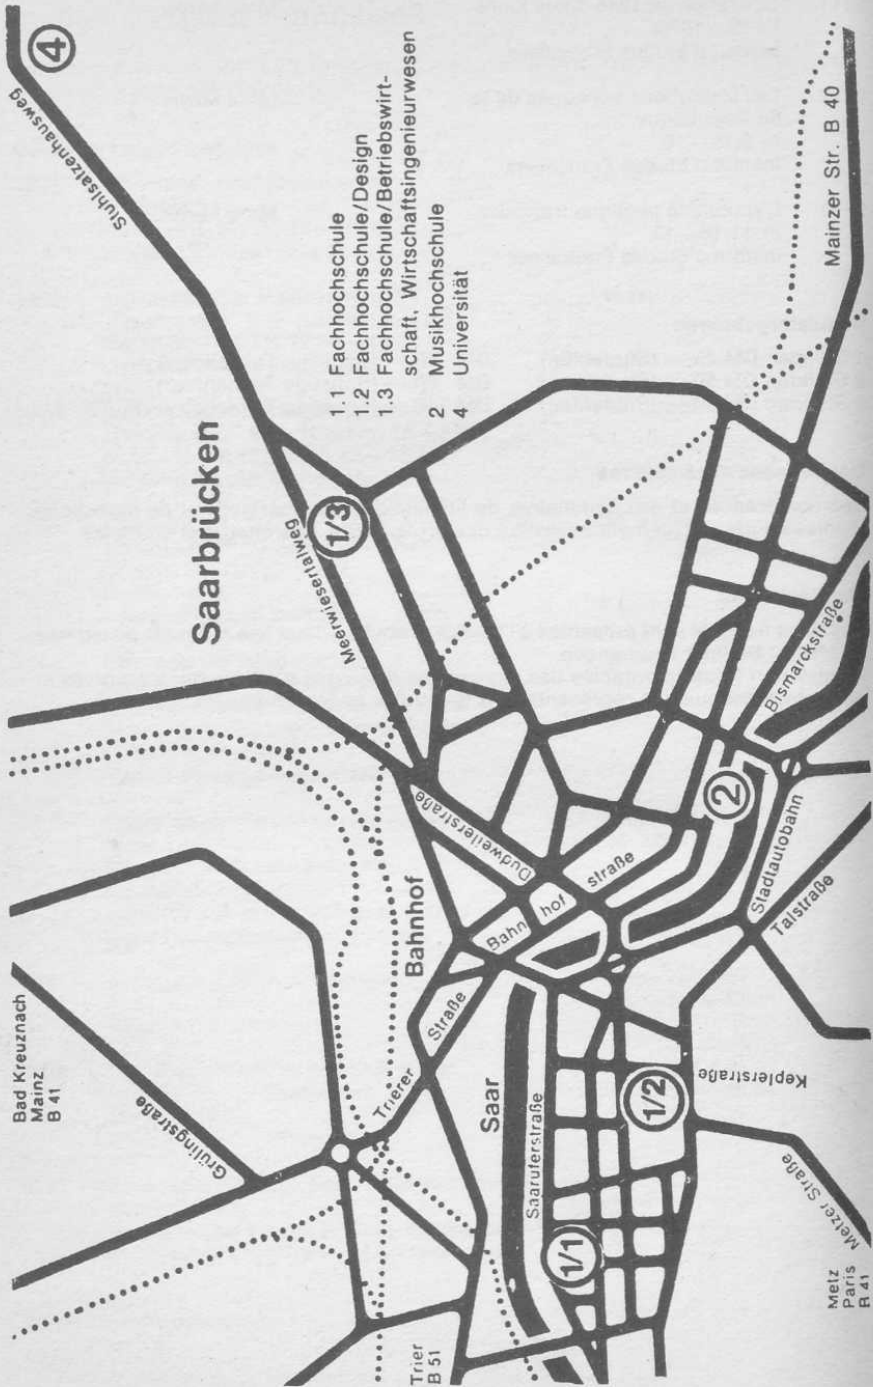 Saarbrücken
1.1 Fachhochschule
1.2 Fachhochschule/Design
1.3 Fachhochschule/Betriebswirt-
schaft, Wirtschaftsingenieurwesen
2 Musikhochschule
4 Universität
Bad Kreuznach
Mainz
B 41
Grülingstraße
Stuhlsatzenhausweg
4
Meerwiesertalweg
1/3
Mainzer Str. B 40
Bahnhof
Dudweilerstraße
Trierer Straße
Bahn hof straße
Trier
B 51
Saar
Saaruferstraße
1/1
1/2
2
Bismarckstraße
Stadtautobahn
Talstraße
Keplerstraße
Metzer Straße
Metz
Paris
B 41